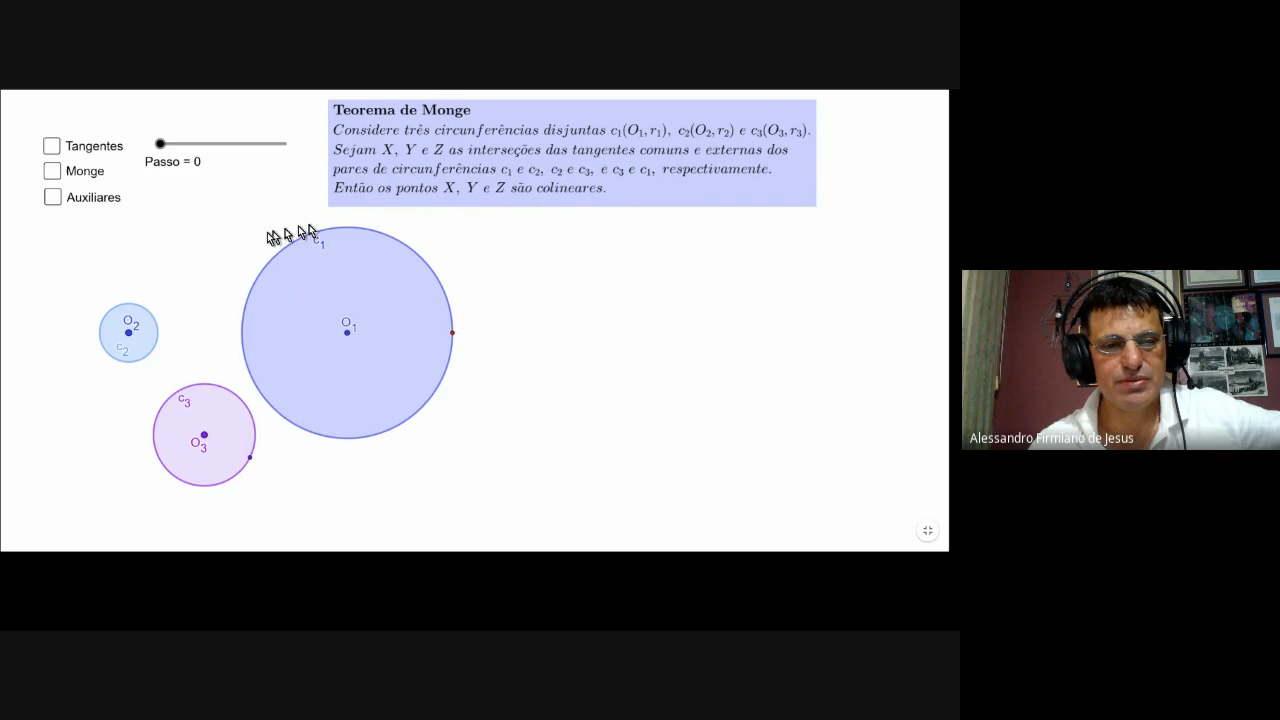 Teorema de Monge
Considere três circunferências disjuntas c₁(O₁, r₁), c₂(O₂, r₂) e c₃(O₃, r₃).
Sejam X, Y e Z as interseções das tangentes comuns e externas dos
pares de circunferências c₁ e c₂, c₂ e c₃, e c₃ e c₁, respectivamente.
Então os pontos X, Y e Z são colineares.
Tangentes
Monge
Auxiliares
Passo = 0
c₁
O₁
O₂
c₂
c₃
O₃
Alessandro Firmiano de Jesus